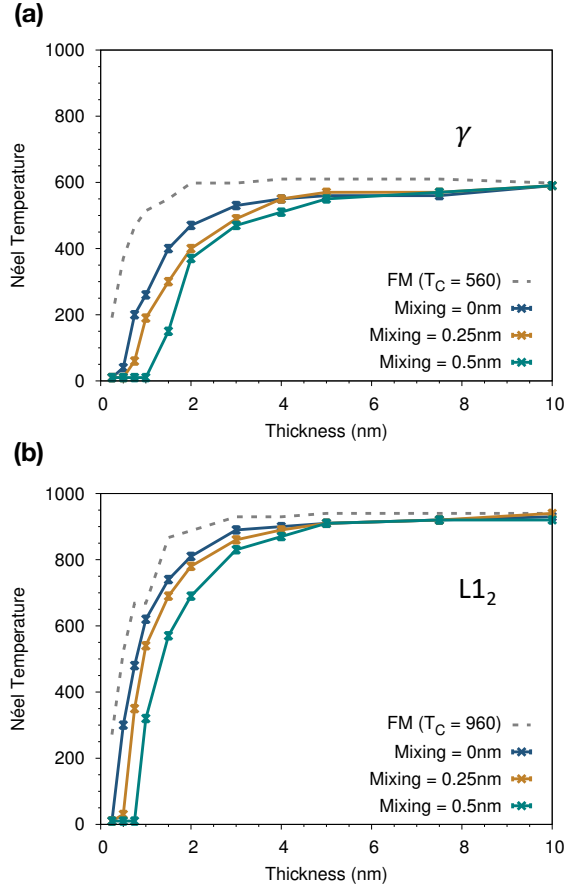 (a)
1000
800
600
400
200
0
Néel Temperature
γ
FM (T_C = 560)
Mixing = 0nm
Mixing = 0.25nm
Mixing = 0.5nm
0 2 4 6 8 10
Thickness (nm)
(b)
1000
800
600
400
200
0
Néel Temperature
L1₂
FM (T_C = 960)
Mixing = 0nm
Mixing = 0.25nm
Mixing = 0.5nm
0 2 4 6 8 10
Thickness (nm)